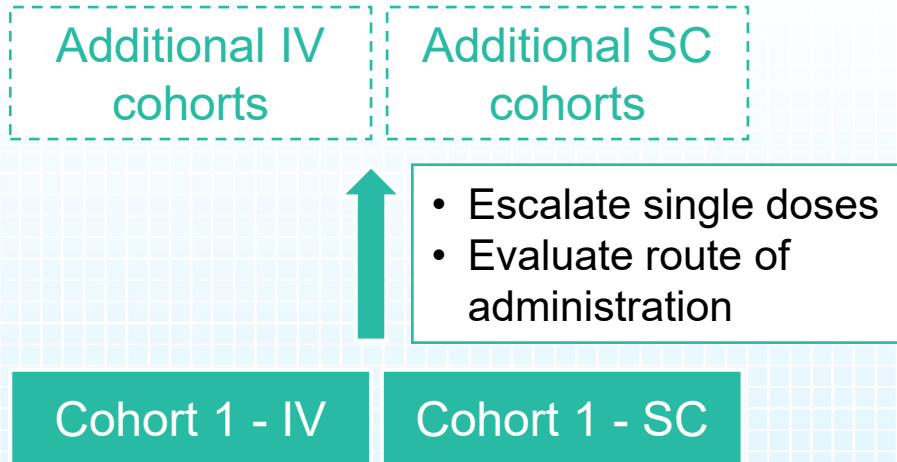 Additional IV
cohorts
Additional SC
cohorts
• Escalate single doses
• Evaluate route of
administration
Cohort 1 - IV
Cohort 1 - SC